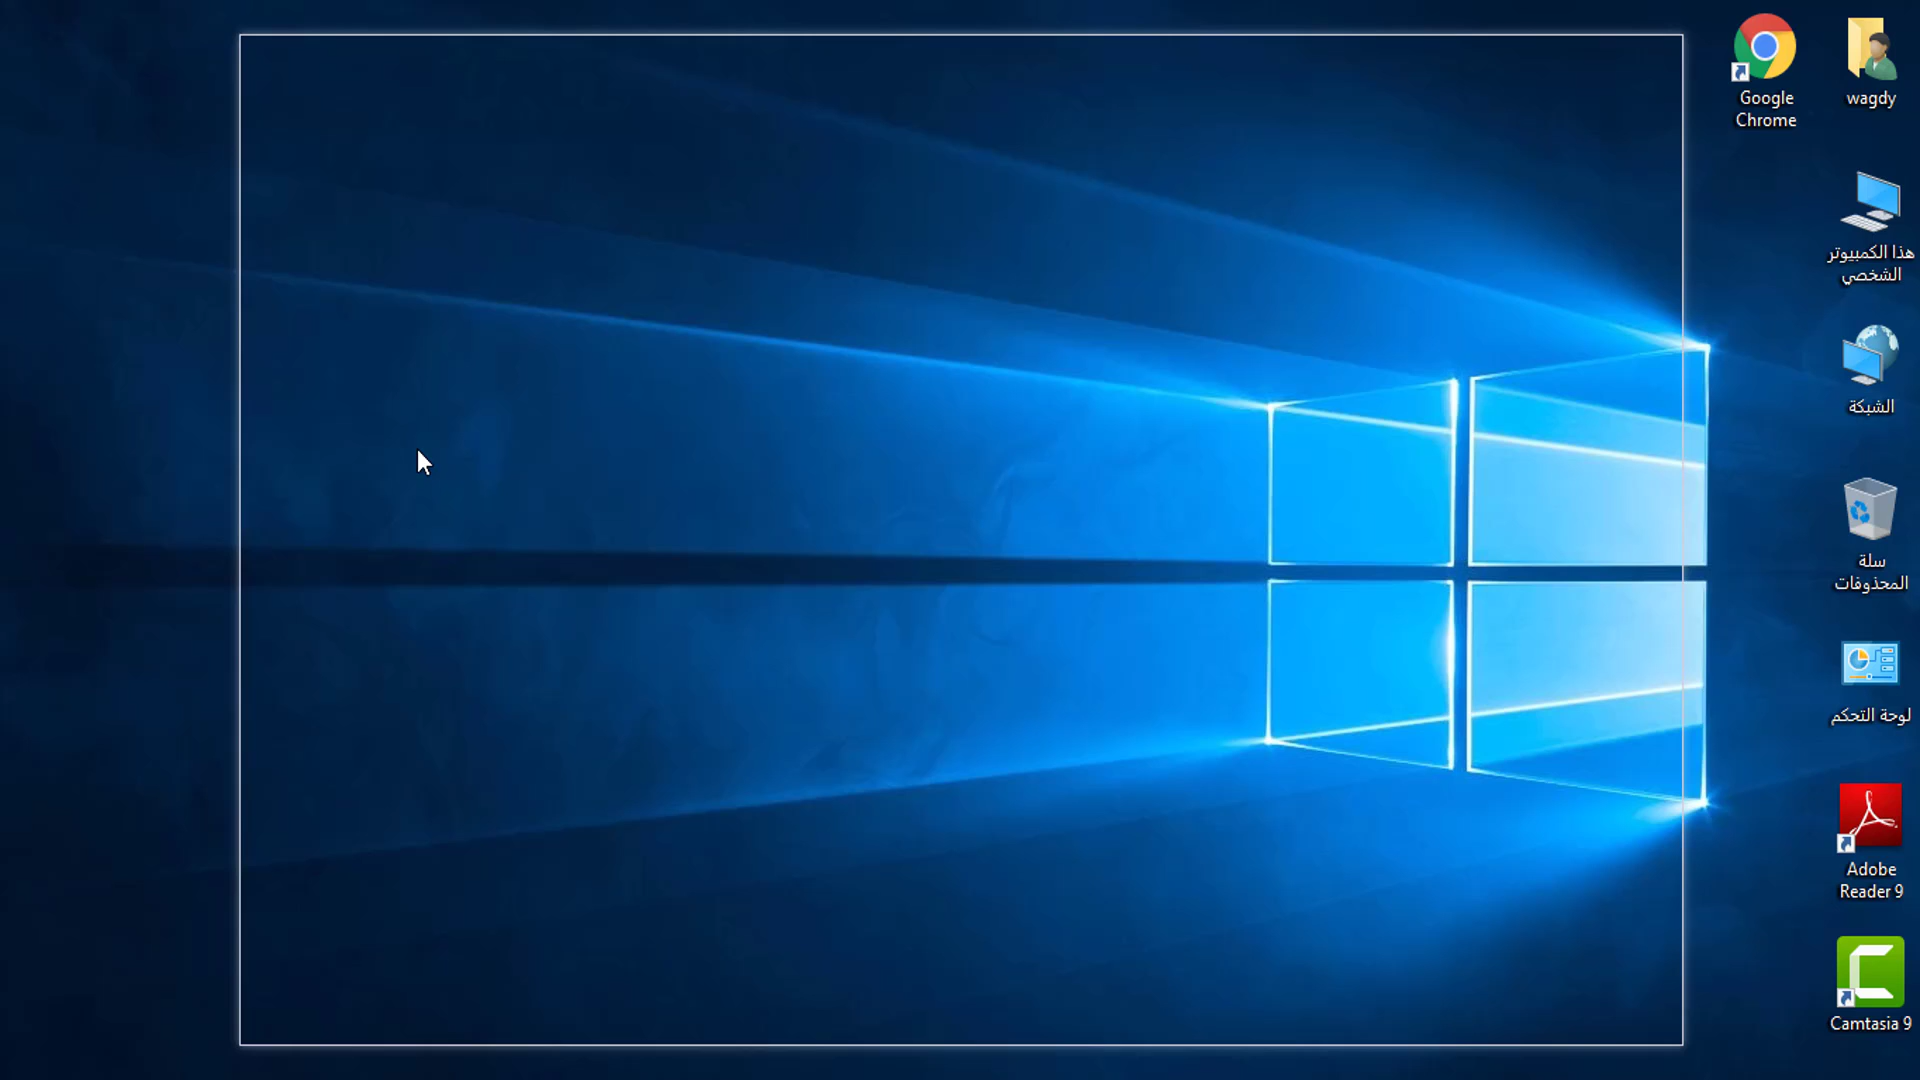 Google
Chrome
wagdy
هذا الكمبيوتر
الشخصي
الشبكة
سلة
المحذوفات
لوحة التحكم
Adobe
Reader 9
Camtasia 9